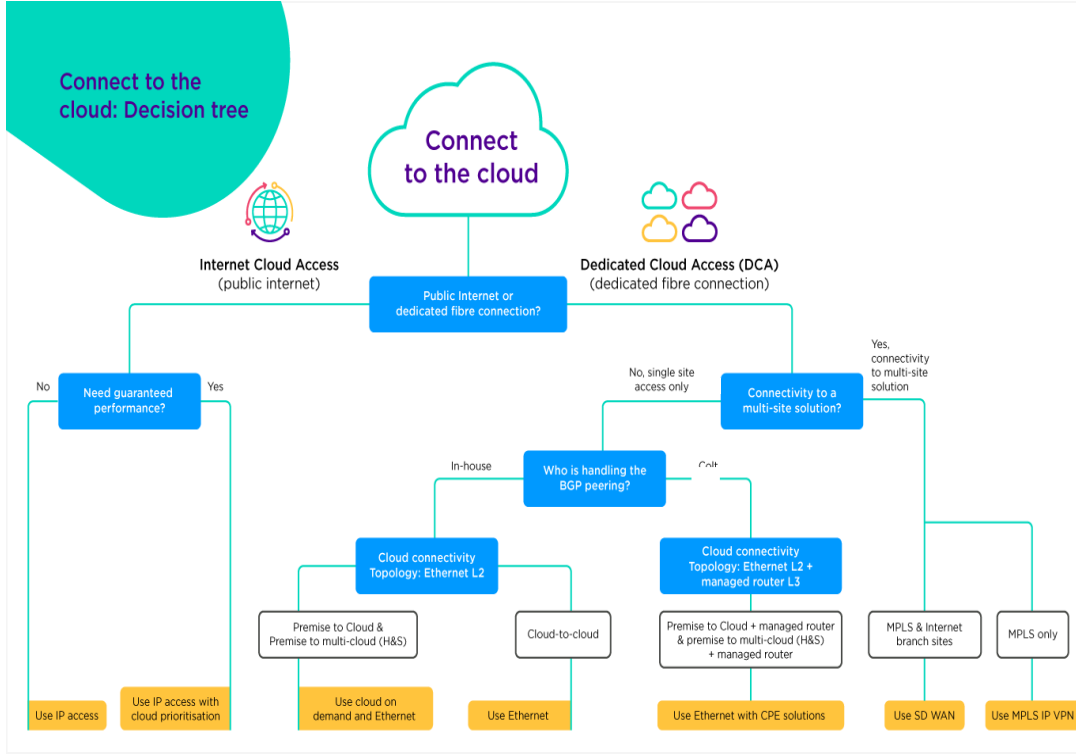 Connect to the
cloud: Decision tree
Connect
to the cloud
Internet Cloud Access
(public internet)
Dedicated Cloud Access (DCA)
(dedicated fibre connection)
Public Internet or
dedicated fibre connection?
No
Need guaranteed
performance?
Yes
No, single site
access only
Connectivity to a
multi-site solution?
Yes,
connectivity
to multi-site
solution
In-house
Who is handling the
BGP peering?
Cloud connectivity
Topology: Ethernet L2
Cloud connectivity
Topology: Ethernet L2 +
managed router L3
Premise to Cloud &
Premise to multi-cloud (H&S)
Cloud-to-cloud
Premise to Cloud + managed router
& premise to multi-cloud (H&S)
+ managed router
MPLS & Internet
branch sites
MPLS only
Use IP access
Use IP access with
cloud prioritisation
Use cloud on
demand and Ethernet
Use Ethernet
Use Ethernet with CPE solutions
Use SD WAN
Use MPLS IP VPN